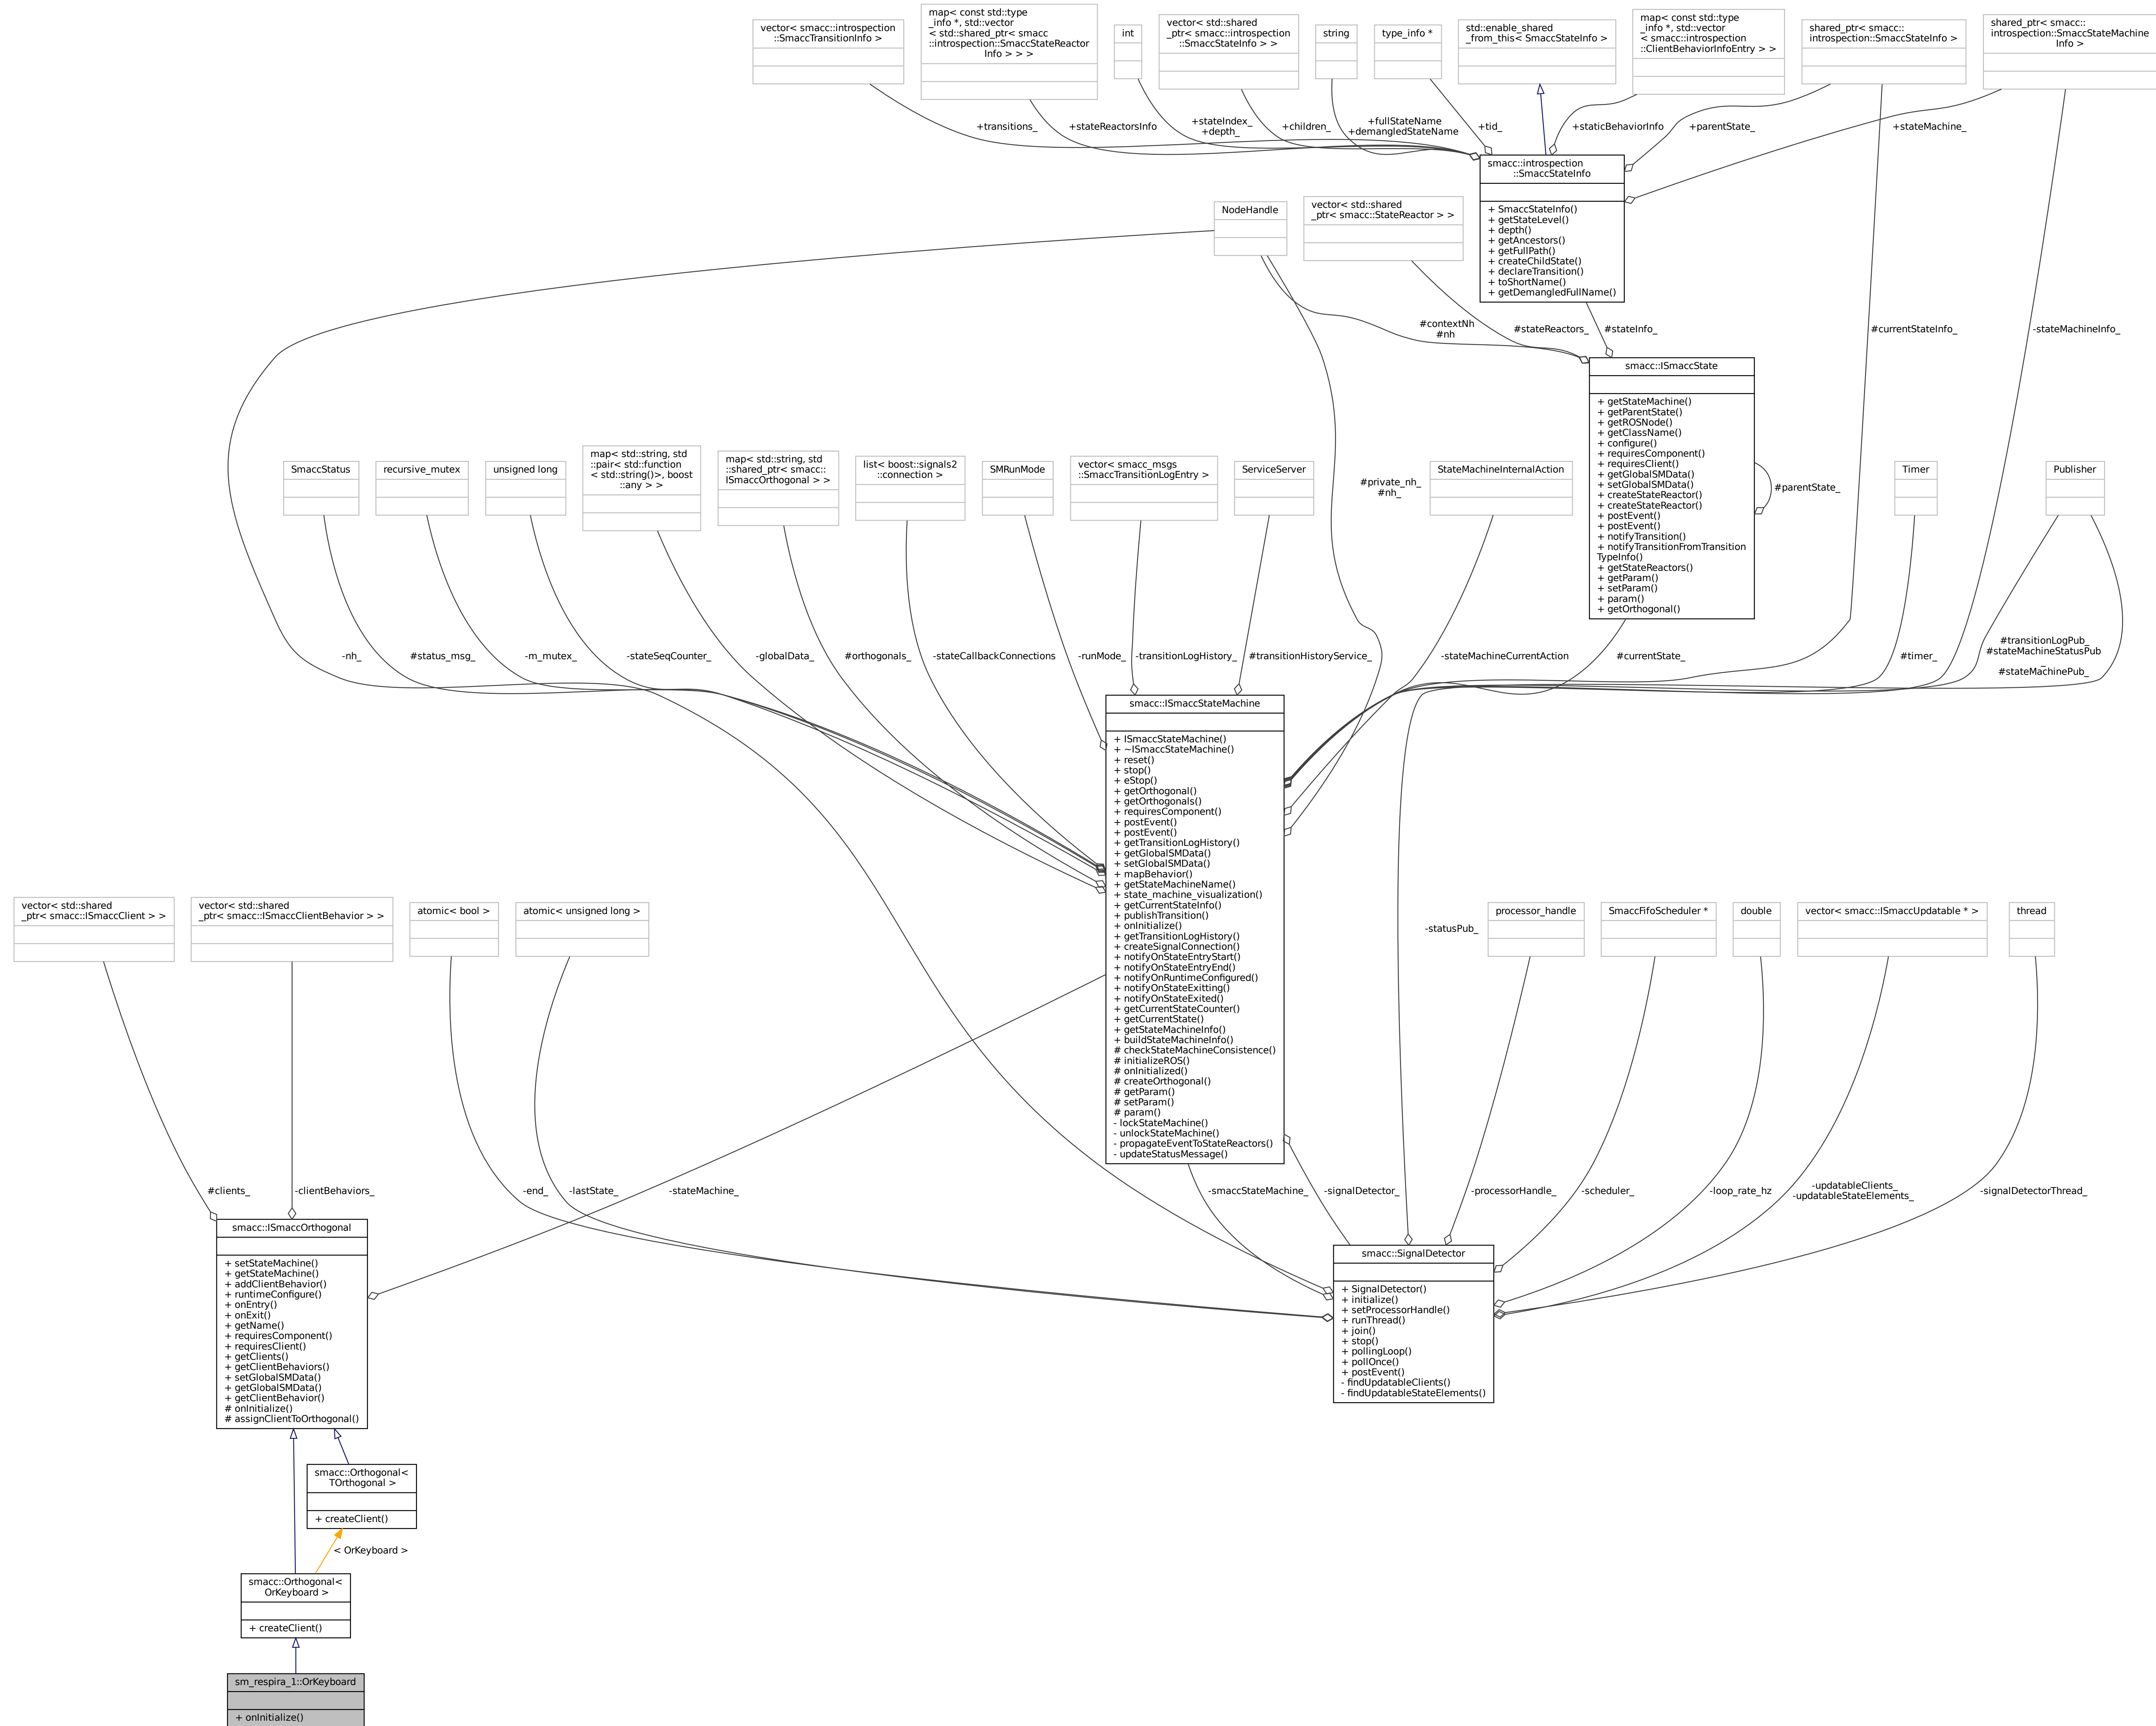 vector< smacc::introspection
::SmaccTransitionInfo >
map< const std::type
_info *, std::vector
< std::shared_ptr< smacc
::introspection::SmaccStateReactor
Info > > >
int
vector< std::shared
_ptr< smacc::introspection
::SmaccStateInfo > >
string
type_info *
std::enable_shared
_from_this< SmaccStateInfo >
map< const std::type
_info *, std::vector
< smacc::introspection
::ClientBehaviorInfoEntry > >
shared_ptr< smacc::
introspection::SmaccStateInfo >
shared_ptr< smacc::
introspection::SmaccStateMachine
Info >
+transitions_
+stateReactorsInfo
+stateIndex_
+depth_
+children_
+fullStateName
+demangledStateName
+tid_
+staticBehaviorInfo
+parentState_
+stateMachine_
smacc::introspection
::SmaccStateInfo
+ SmaccStateInfo()
+ getStateLevel()
+ depth()
+ getAncestors()
+ getFullPath()
+ createChildState()
+ declareTransition()
+ toShortName()
+ getDemangledFullName()
NodeHandle
vector< std::shared
_ptr< smacc::StateReactor > >
#contextNh
#nh
#stateReactors_
#stateInfo_
#currentStateInfo_
-stateMachineInfo_
smacc::ISmaccState
+ getStateMachine()
+ getParentState()
+ getROSNode()
+ getClassName()
+ configure()
+ requiresComponent()
+ requiresClient()
+ getGlobalSMData()
+ setGlobalSMData()
+ createStateReactor()
+ createStateReactor()
+ postEvent()
+ postEvent()
+ notifyTransition()
+ notifyTransitionFromTransition
TypeInfo()
+ getStateReactors()
+ getParam()
+ setParam()
+ param()
+ getOrthogonal()
#parentState_
SmaccStatus
recursive_mutex
unsigned long
map< std::string, std
::pair< std::function
< std::string()>, boost
::any > >
map< std::string, std
::shared_ptr< smacc::
ISmaccOrthogonal > >
list< boost::signals2
::connection >
SMRunMode
vector< smacc_msgs
::SmaccTransitionLogEntry >
ServiceServer
#private_nh_
#nh_
StateMachineInternalAction
Timer
Publisher
-nh_
#status_msg_
-m_mutex_
-stateSeqCounter_
-globalData_
#orthogonals_
-stateCallbackConnections
-runMode_
-transitionLogHistory_
#transitionHistoryService_
-stateMachineCurrentAction
#currentState_
#timer_
#transitionLogPub_
#stateMachineStatusPub
_
#stateMachinePub_
smacc::ISmaccStateMachine
+ ISmaccStateMachine()
+ ~ISmaccStateMachine()
+ reset()
+ stop()
+ eStop()
+ getOrthogonal()
+ getOrthogonals()
+ requiresComponent()
+ postEvent()
+ postEvent()
+ getTransitionLogHistory()
+ getGlobalSMData()
+ setGlobalSMData()
+ mapBehavior()
+ getStateMachineName()
+ state_machine_visualization()
+ getCurrentStateInfo()
+ publishTransition()
+ onInitialize()
+ getTransitionLogHistory()
+ createSignalConnection()
+ notifyOnStateEntryStart()
+ notifyOnStateEntryEnd()
+ notifyOnRuntimeConfigured()
+ notifyOnStateExitting()
+ notifyOnStateExited()
+ getCurrentStateCounter()
+ getCurrentState()
+ getStateMachineInfo()
+ buildStateMachineInfo()
# checkStateMachineConsistence()
# initializeROS()
# onInitialized()
# createOrthogonal()
# getParam()
# setParam()
# param()
- lockStateMachine()
- unlockStateMachine()
- propagateEventToStateReactors()
- updateStatusMessage()
vector< std::shared
_ptr< smacc::ISmaccClient > >
vector< std::shared
_ptr< smacc::ISmaccClientBehavior > >
atomic< bool >
atomic< unsigned long >
-statusPub_
processor_handle
SmaccFifoScheduler *
double
vector< smacc::ISmaccUpdatable * >
thread
#clients_
-clientBehaviors_
-end_
-lastState_
-stateMachine_
-smaccStateMachine_
-signalDetector_
-processorHandle_
-scheduler_
-loop_rate_hz
-updatableClients_
-updatableStateElements_
-signalDetectorThread_
smacc::ISmaccOrthogonal
+ setStateMachine()
+ getStateMachine()
+ addClientBehavior()
+ runtimeConfigure()
+ onEntry()
+ onExit()
+ getName()
+ requiresComponent()
+ requiresClient()
+ getClients()
+ getClientBehaviors()
+ setGlobalSMData()
+ getGlobalSMData()
+ getClientBehavior()
# onInitialize()
# assignClientToOrthogonal()
smacc::SignalDetector
+ SignalDetector()
+ initialize()
+ setProcessorHandle()
+ runThread()
+ join()
+ stop()
+ pollingLoop()
+ pollOnce()
+ postEvent()
- findUpdatableClients()
- findUpdatableStateElements()
smacc::Orthogonal<
TOrthogonal >
+ createClient()
< OrKeyboard >
smacc::Orthogonal<
OrKeyboard >
+ createClient()
sm_respira_1::OrKeyboard
+ onInitialize()